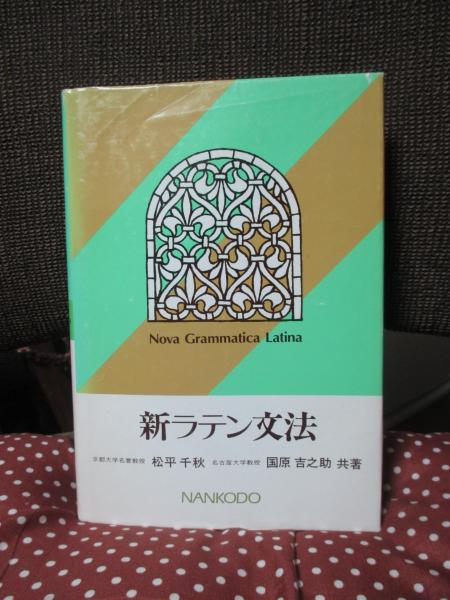 Nova Grammatica Latina
新ラテン文法
京都大学名誉教授 松平千秋 名古屋大学教授 国原吉之助 共著
NANKODO